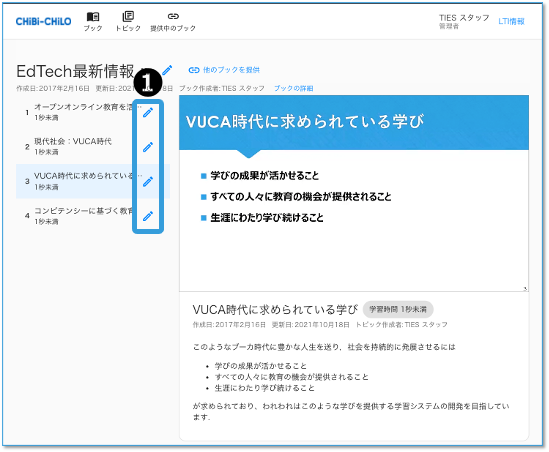 CHiBi-CHiLO
ブック
トピック
提供中のブック
TIES スタッフ
管理者
LTI情報
EdTech最新情報
他のブックを提供
1
作成日:2017年2月16日 更新日:2021 8日 ブック作成者:TIES スタッフ ブックの詳細
1 オープンオンライン教育を活…
1秒未満
2 現代社会：VUCA時代
1秒未満
3 VUCA時代に求められている…
1秒未満
4 コンピテンシーに基づく教育
1秒未満
VUCA時代に求められている学び
学びの成果が活かせること
すべての人々に教育の機会が提供されること
生涯にわたり学び続けること
3
VUCA時代に求められている学び 学習時間 1秒未満
作成日:2017年2月16日 更新日:2021年10月18日 トピック作成者:TIES スタッフ
このようなブーカ時代に豊かな人生を送り、社会を持続的に発展させるには
• 学びの成果が活かせること
• すべての人々に教育の機会が提供されること
• 生涯にわたり学び続けること
が求められており、われわれはこのような学びを提供する学習システムの開発を目指してい
ます.